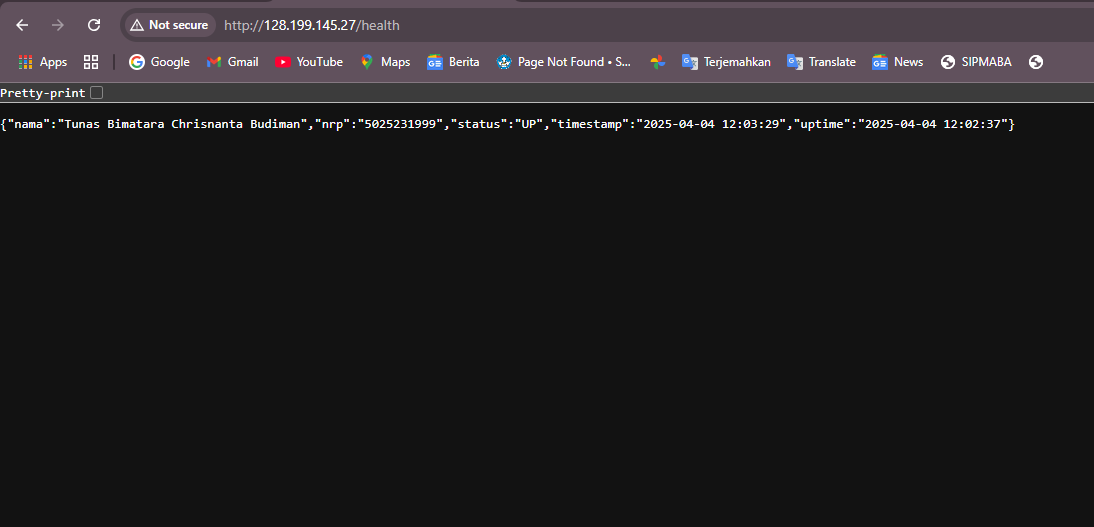 Not secure http://128.199.145.27/health
Apps Google Gmail YouTube Maps Berita Page Not Found • S... Terjemahkan Translate News SIPMABA
Pretty-print
{"nama":"Tunas Bimatara Chrisnanta Budiman","nrp":"5025231999","status":"UP","timestamp":"2025-04-04 12:03:29","uptime":"2025-04-04 12:02:37"}